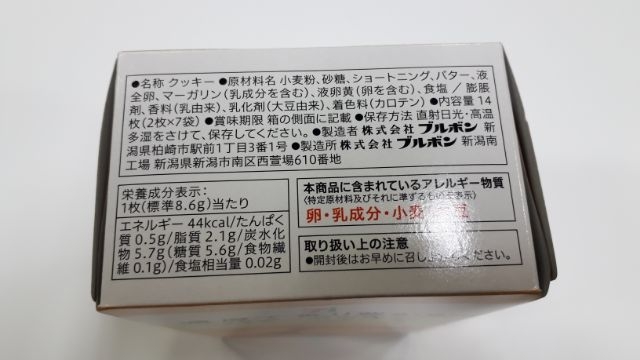 ●名称 クッキー ●原材料名 小麦粉、砂糖、ショートニング、バター、液
全卵、マーガリン(乳成分を含む)、液卵黄(卵を含む)、食塩 / 膨脹
剤、香料(乳由来)、乳化剤(大豆由来)、着色料(カロテン) ●内容量 14
枚(2枚×7袋) ●賞味期限 箱の側面に記載 ●保存方法 直射日光・高温
多湿をさけて、保存してください。●製造者 株式会社 ブルボン 新
潟県柏崎市駅前1丁目3番1号 ●製造所 株式会社 ブルボン 新潟南
工場 新潟県新潟市南区西萱場610番地
栄養成分表示:
1枚(標準8.6g)当たり
エネルギー 44kcal/たんぱく
質 0.5g/脂質 2.1g/炭水化
物 5.7g(糖質 5.6g/食物繊
維 0.1g)/食塩相当量 0.02g
本商品に含まれているアレルギー物質
〈特定原材料及びそれに準ずるものを表示〉
卵・乳成分・小麦
取り扱い上の注意
●開封後はお早めに召し上がりください。